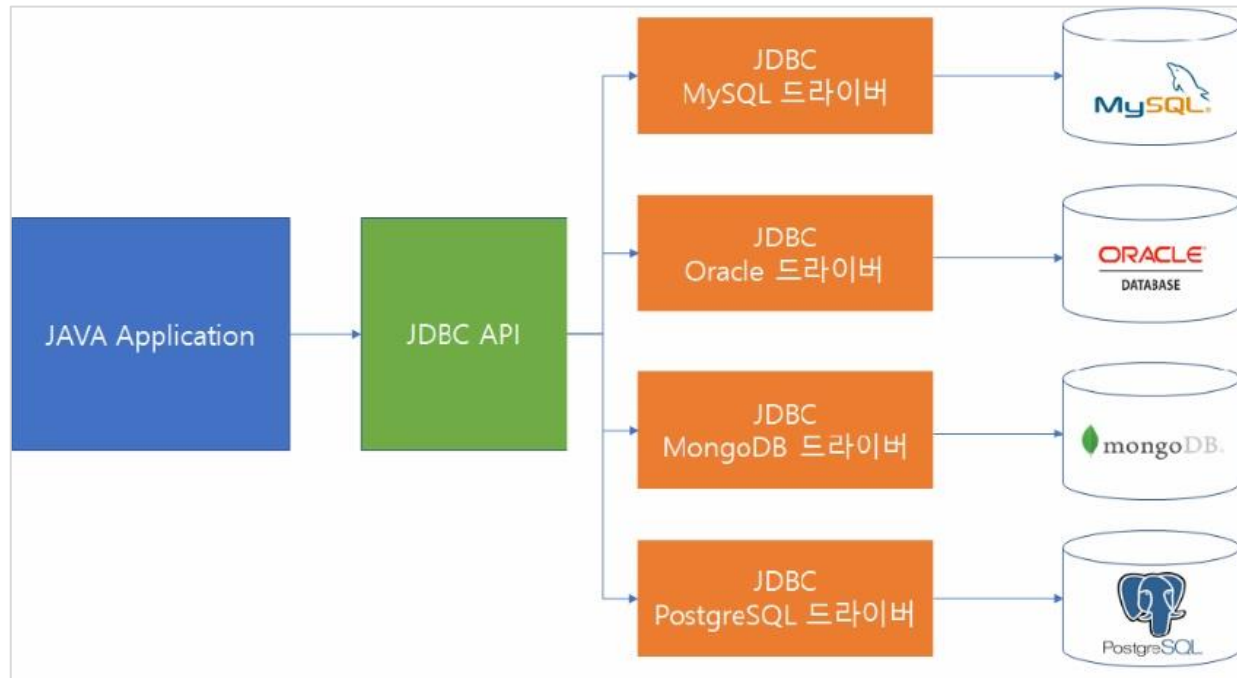 JAVA Application
JDBC API
JDBC
MySQL 드라이버
MySQL®
JDBC
Oracle 드라이버
ORACLE
DATABASE
JDBC
MongoDB 드라이버
mongoDB.
JDBC
PostgreSQL 드라이버
PostgreSQL